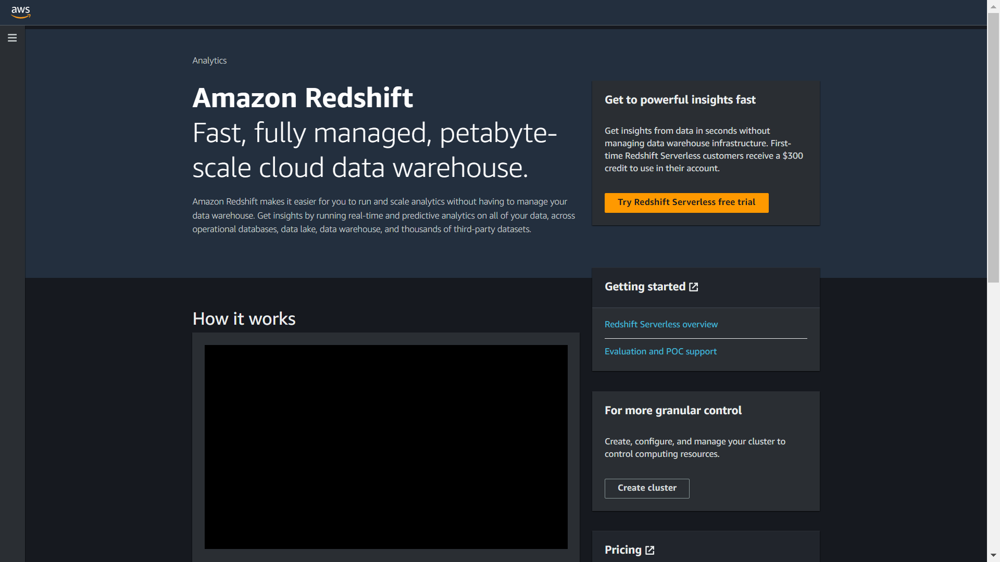 aws
Analytics
Amazon Redshift
Fast, fully managed, petabyte-
scale cloud data warehouse.
Amazon Redshift makes it easier for you to run and scale analytics without having to manage your
data warehouse. Get insights by running real-time and predictive analytics on all of your data, across
operational databases, data lake, data warehouse, and thousands of third-party datasets.
Get to powerful insights fast
Get insights from data in seconds without
managing data warehouse infrastructure. First-
time Redshift Serverless customers receive a $300
credit to use in their account.
Try Redshift Serverless free trial
How it works
Getting started
Redshift Serverless overview
Evaluation and POC support
For more granular control
Create, configure, and manage your cluster to
control computing resources.
Create cluster
Pricing